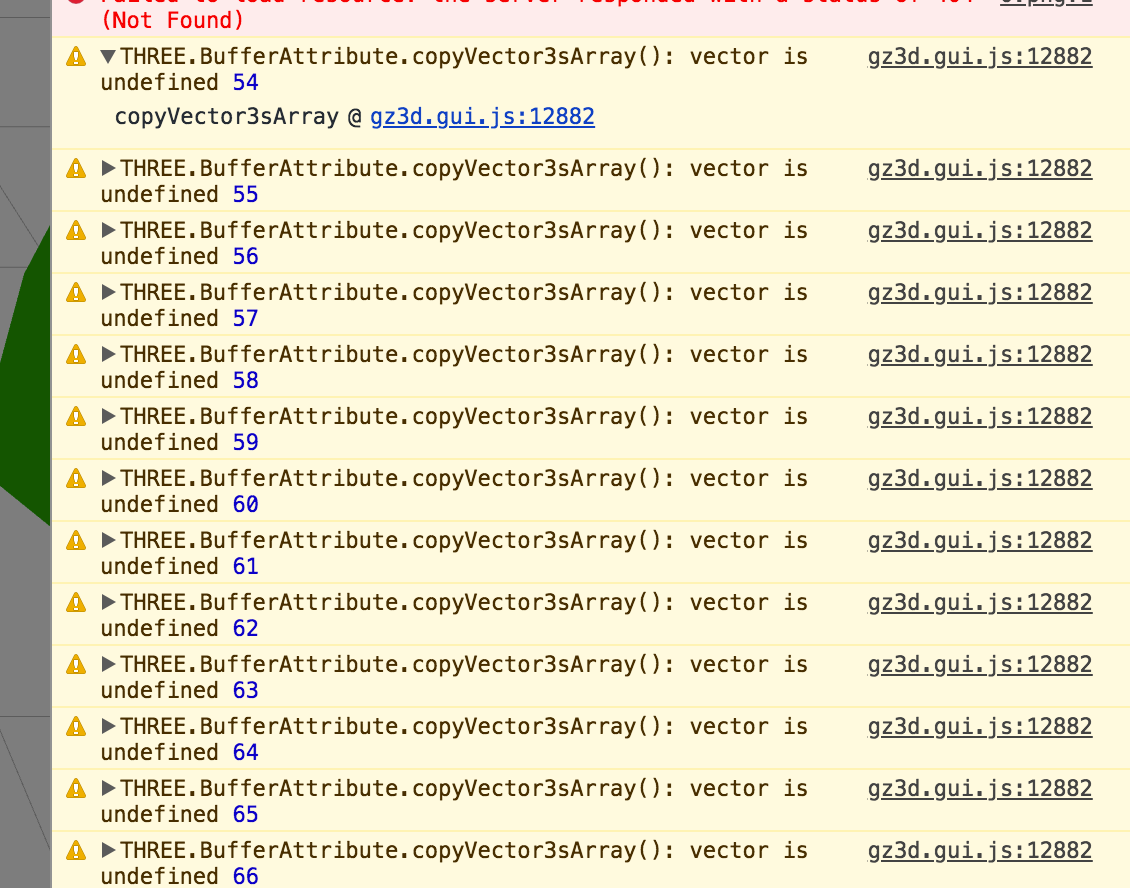 (Not Found)
▼THREE.BufferAttribute.copyVector3sArray(): vector is gz3d.gui.js:12882
undefined 54
copyVector3sArray @ gz3d.gui.js:12882
▶THREE.BufferAttribute.copyVector3sArray(): vector is gz3d.gui.js:12882
undefined 55
▶THREE.BufferAttribute.copyVector3sArray(): vector is gz3d.gui.js:12882
undefined 56
▶THREE.BufferAttribute.copyVector3sArray(): vector is gz3d.gui.js:12882
undefined 57
▶THREE.BufferAttribute.copyVector3sArray(): vector is gz3d.gui.js:12882
undefined 58
▶THREE.BufferAttribute.copyVector3sArray(): vector is gz3d.gui.js:12882
undefined 59
▶THREE.BufferAttribute.copyVector3sArray(): vector is gz3d.gui.js:12882
undefined 60
▶THREE.BufferAttribute.copyVector3sArray(): vector is gz3d.gui.js:12882
undefined 61
▶THREE.BufferAttribute.copyVector3sArray(): vector is gz3d.gui.js:12882
undefined 62
▶THREE.BufferAttribute.copyVector3sArray(): vector is gz3d.gui.js:12882
undefined 63
▶THREE.BufferAttribute.copyVector3sArray(): vector is gz3d.gui.js:12882
undefined 64
▶THREE.BufferAttribute.copyVector3sArray(): vector is gz3d.gui.js:12882
undefined 65
▶THREE.BufferAttribute.copyVector3sArray(): vector is gz3d.gui.js:12882
undefined 66